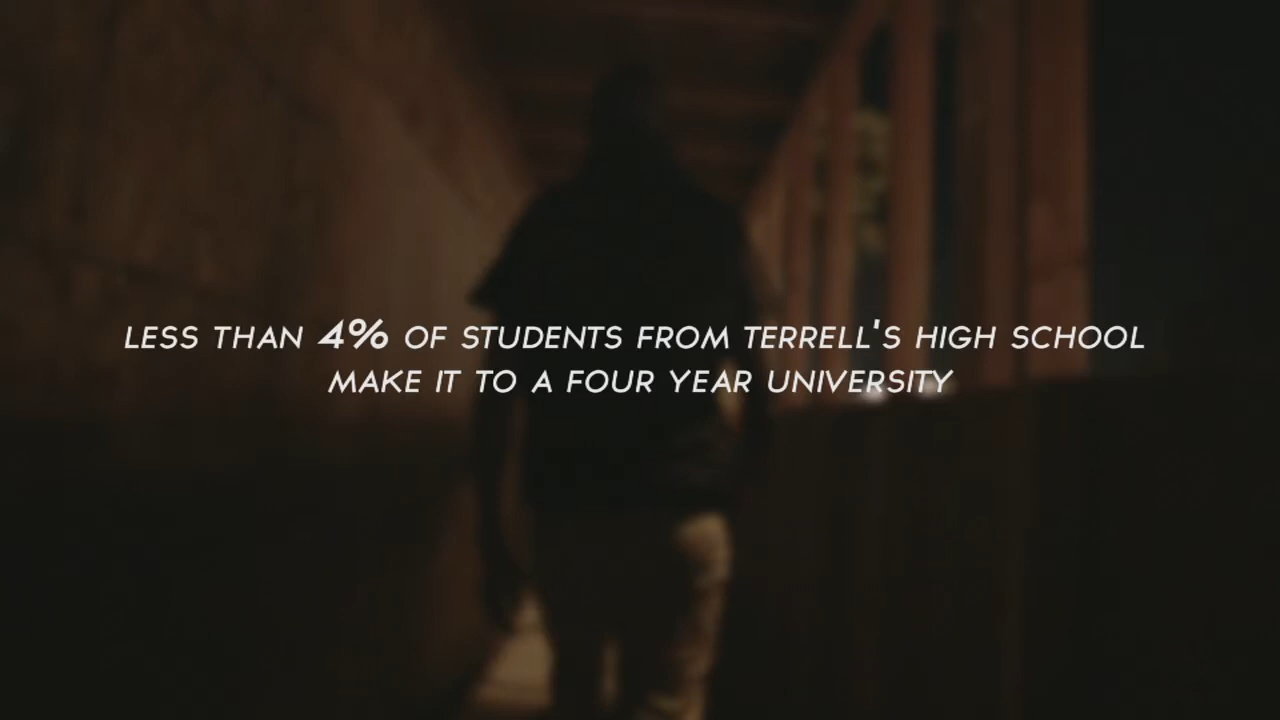 LESS THAN 4% OF STUDENTS FROM TERRELL'S HIGH SCHOOL
MAKE IT TO A FOUR YEAR UNIVERSITY